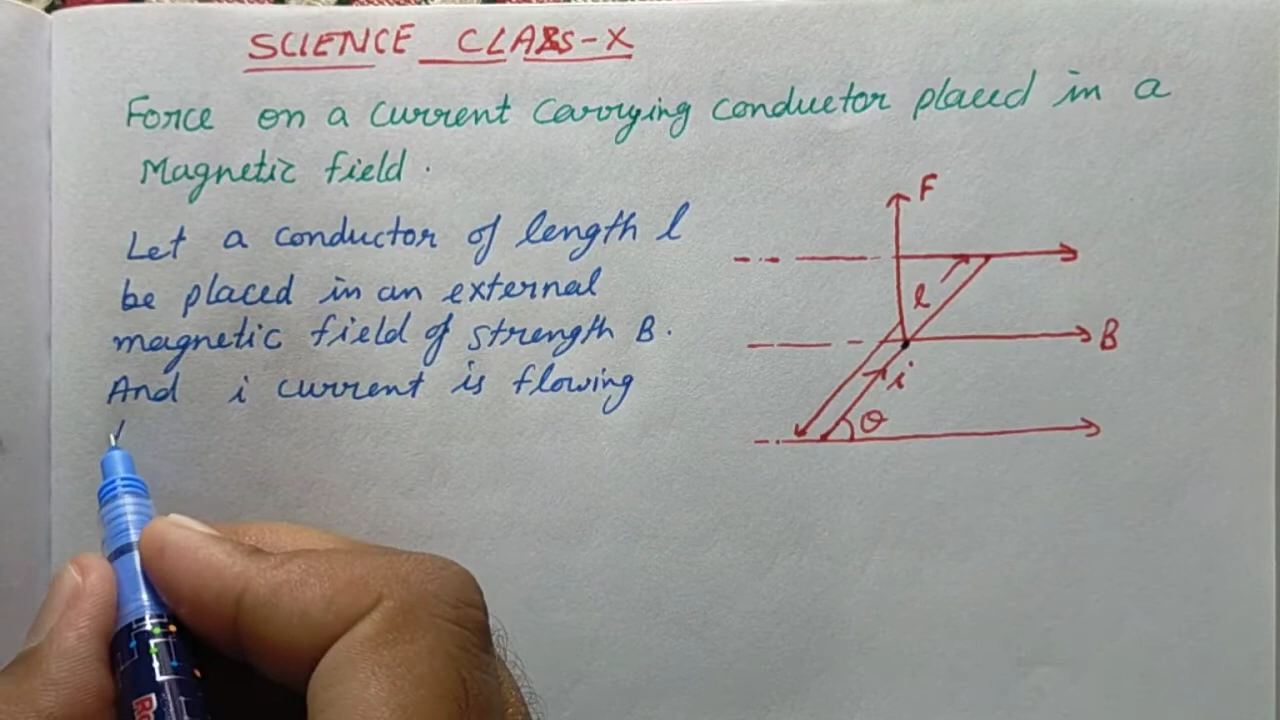 SCIENCE CLASS-X
Force on a current carrying conductor placed in a
Magnetic field.
Let a conductor of length l
be placed in an external
magnetic field of strength B.
And i current is flowing
F
l
B
i
θ